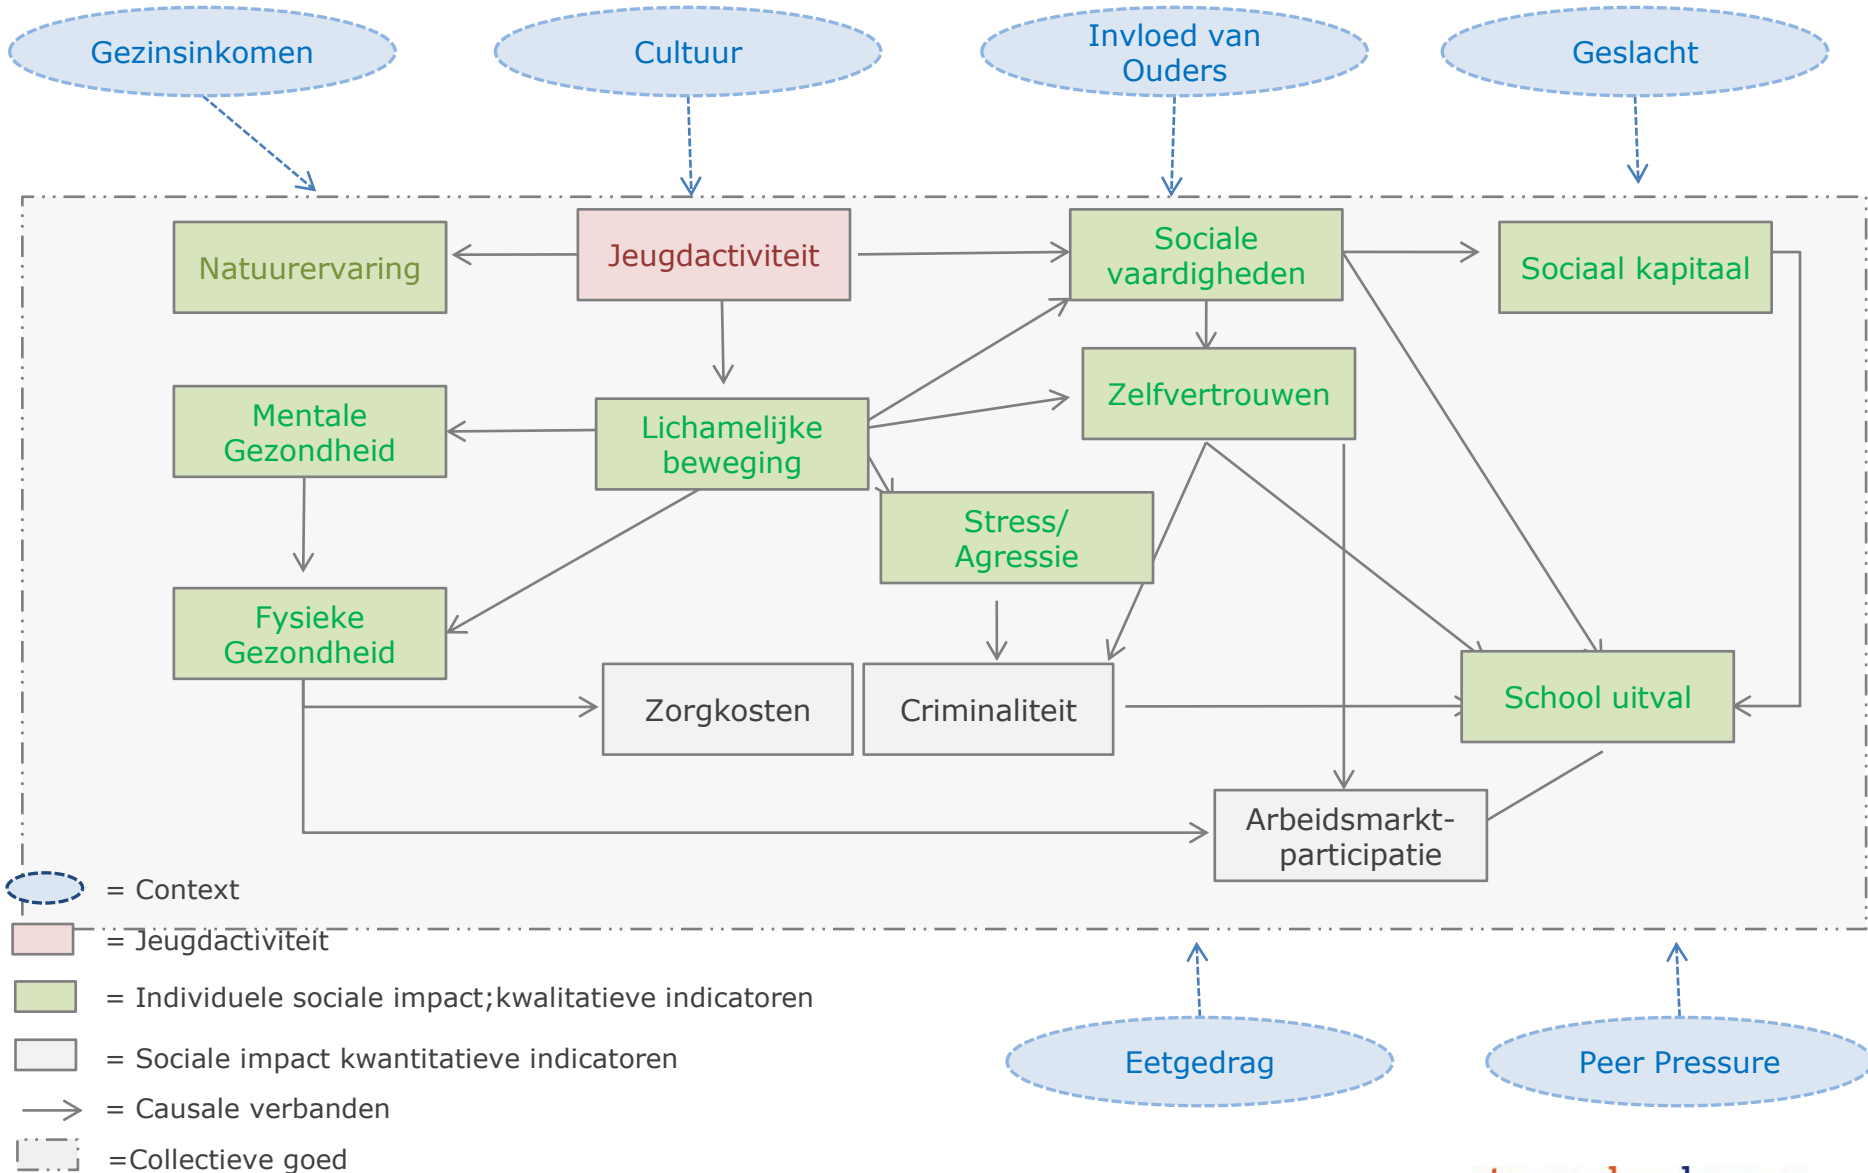 Gezinsinkomen
Cultuur
Invloed van
Ouders
Geslacht
Natuurervaring
Jeugdactiviteit
Sociale
vaardigheden
Sociaal kapitaal
Mentale
Gezondheid
Lichamelijke
beweging
Zelfvertrouwen
Stress/
Agressie
Fysieke
Gezondheid
Zorgkosten
Criminaliteit
School uitval
Arbeidsmarkt-
participatie
= Context
= Jeugdactiviteit
= Individuele sociale impact;kwalitatieve indicatoren
= Sociale impact kwantitatieve indicatoren
= Causale verbanden
=Collectieve goed
Eetgedrag
Peer Pressure